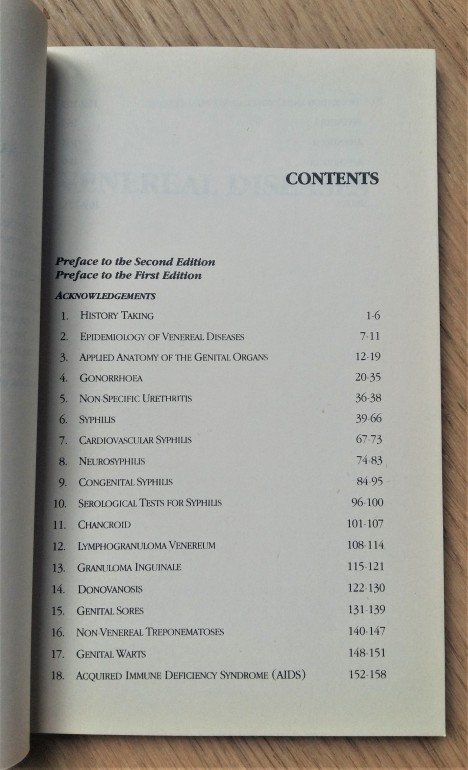 CONTENTS
Preface to the Second Edition
Preface to the First Edition
ACKNOWLEDGEMENTS
1. HISTORY TAKING 1-6
2. EPIDEMIOLOGY OF VENEREAL DISEASES 7-11
3. APPLIED ANATOMY OF THE GENITAL ORGANS 12-19
4. GONORRHOEA 20-35
5. NON-SPECIFIC URETHRITIS 36-38
6. SYPHILIS 39-66
7. CARDIOVASCULAR SYPHILIS 67-73
8. NEUROSYPHILIS 74-83
9. CONGENITAL SYPHILIS 84-95
10. SEROLOGICAL TESTS FOR SYPHILIS 96-100
11. CHANCROID 101-107
12. LYMPHOGRANULOMA VENEREUM 108-114
13. GRANULOMA INGUINALE 115-121
14. DONOVANOSIS 122-130
15. GENITAL SORES 131-139
16. NON-VENEREAL TREPONEMATOSES 140-147
17. GENITAL WARTS 148-151
18. ACQUIRED IMMUNE DEFICIENCY SYNDROME (AIDS) 152-158